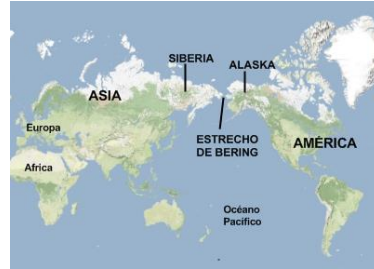 SIBERIA
ALASKA
ASIA
Europa
ESTRECHO
DE BERING
AMÉRICA
Africa
Océano
Pacífico